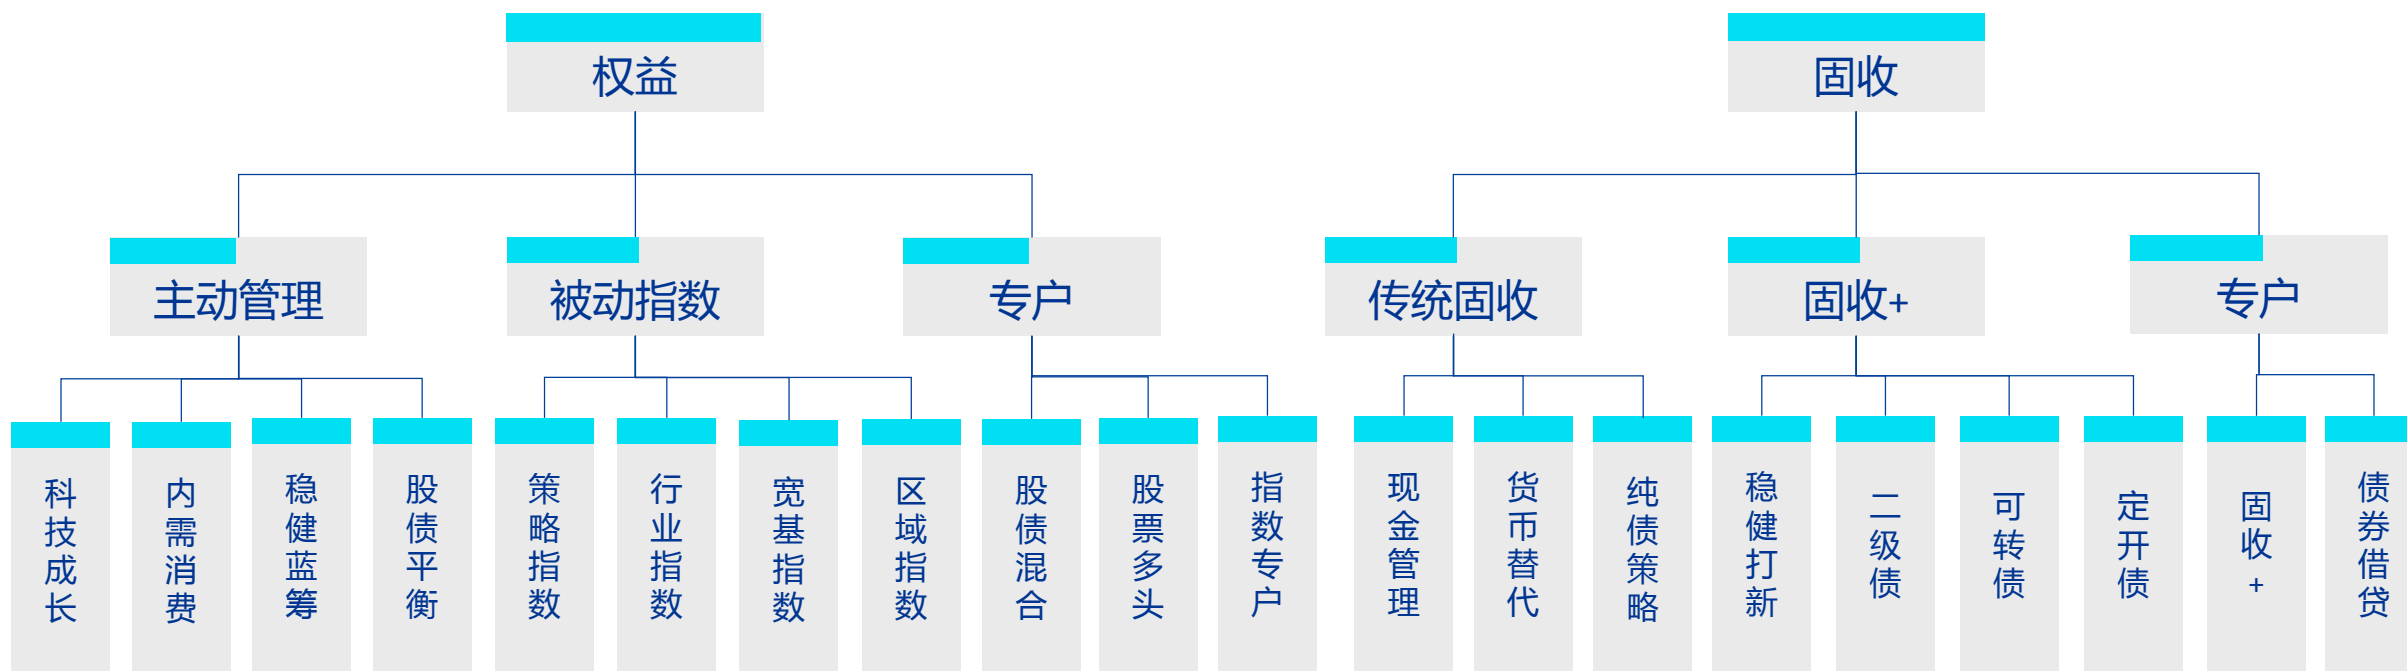 权益
固收
主动管理
被动指数
专户
传统固收
固收+
专户
科技成长
内需消费
稳健蓝筹
股债平衡
策略指数
行业指数
宽基指数
区域指数
股债混合
股票多头
指数专户
现金管理
货币替代
纯债策略
稳健打新
二级债
可转债
定开债
固收+
债券借贷